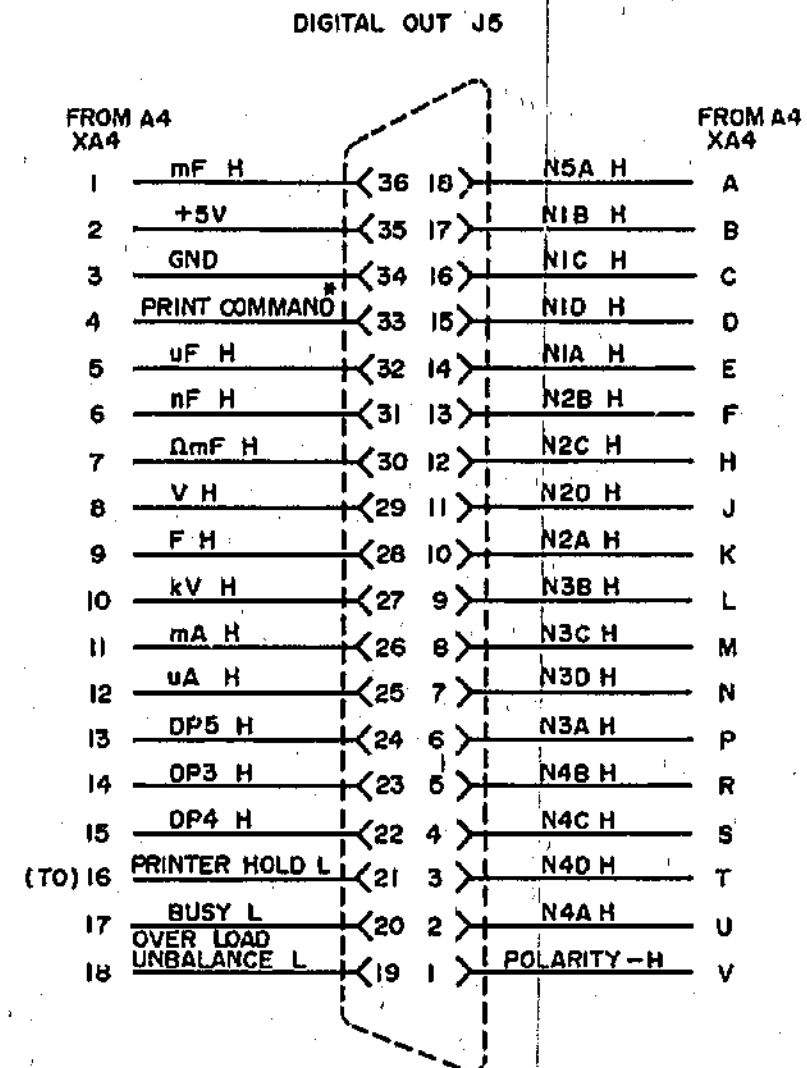 DIGITAL OUT J5
FROM A4
XA4
FROM A4
XA4
1 mF H 36 18 N5A H A
2 +5V 35 17 N1B H B
3 GND 34 16 N1C H C
4 PRINT COMMAND* 33 15 N1D H D
5 uF H 32 14 N1A H E
6 nF H 31 13 N2B H F
7 ΩmF H 30 12 N2C H H
8 V H 29 11 N2D H J
9 F H 28 10 N2A H K
10 kV H 27 9 N3B H L
11 mA H 26 8 N3C H M
12 uA H 25 7 N3D H N
13 DP5 H 24 6 N3A H P
14 DP3 H 23 5 N4B H R
15 DP4 H 22 4 N4C H S
(TO) 16 PRINTER HOLD L 21 3 N4D H T
17 BUSY L 20 2 N4A H U
OVER LOAD
18 UNBALANCE L 19 1 POLARITY-H V